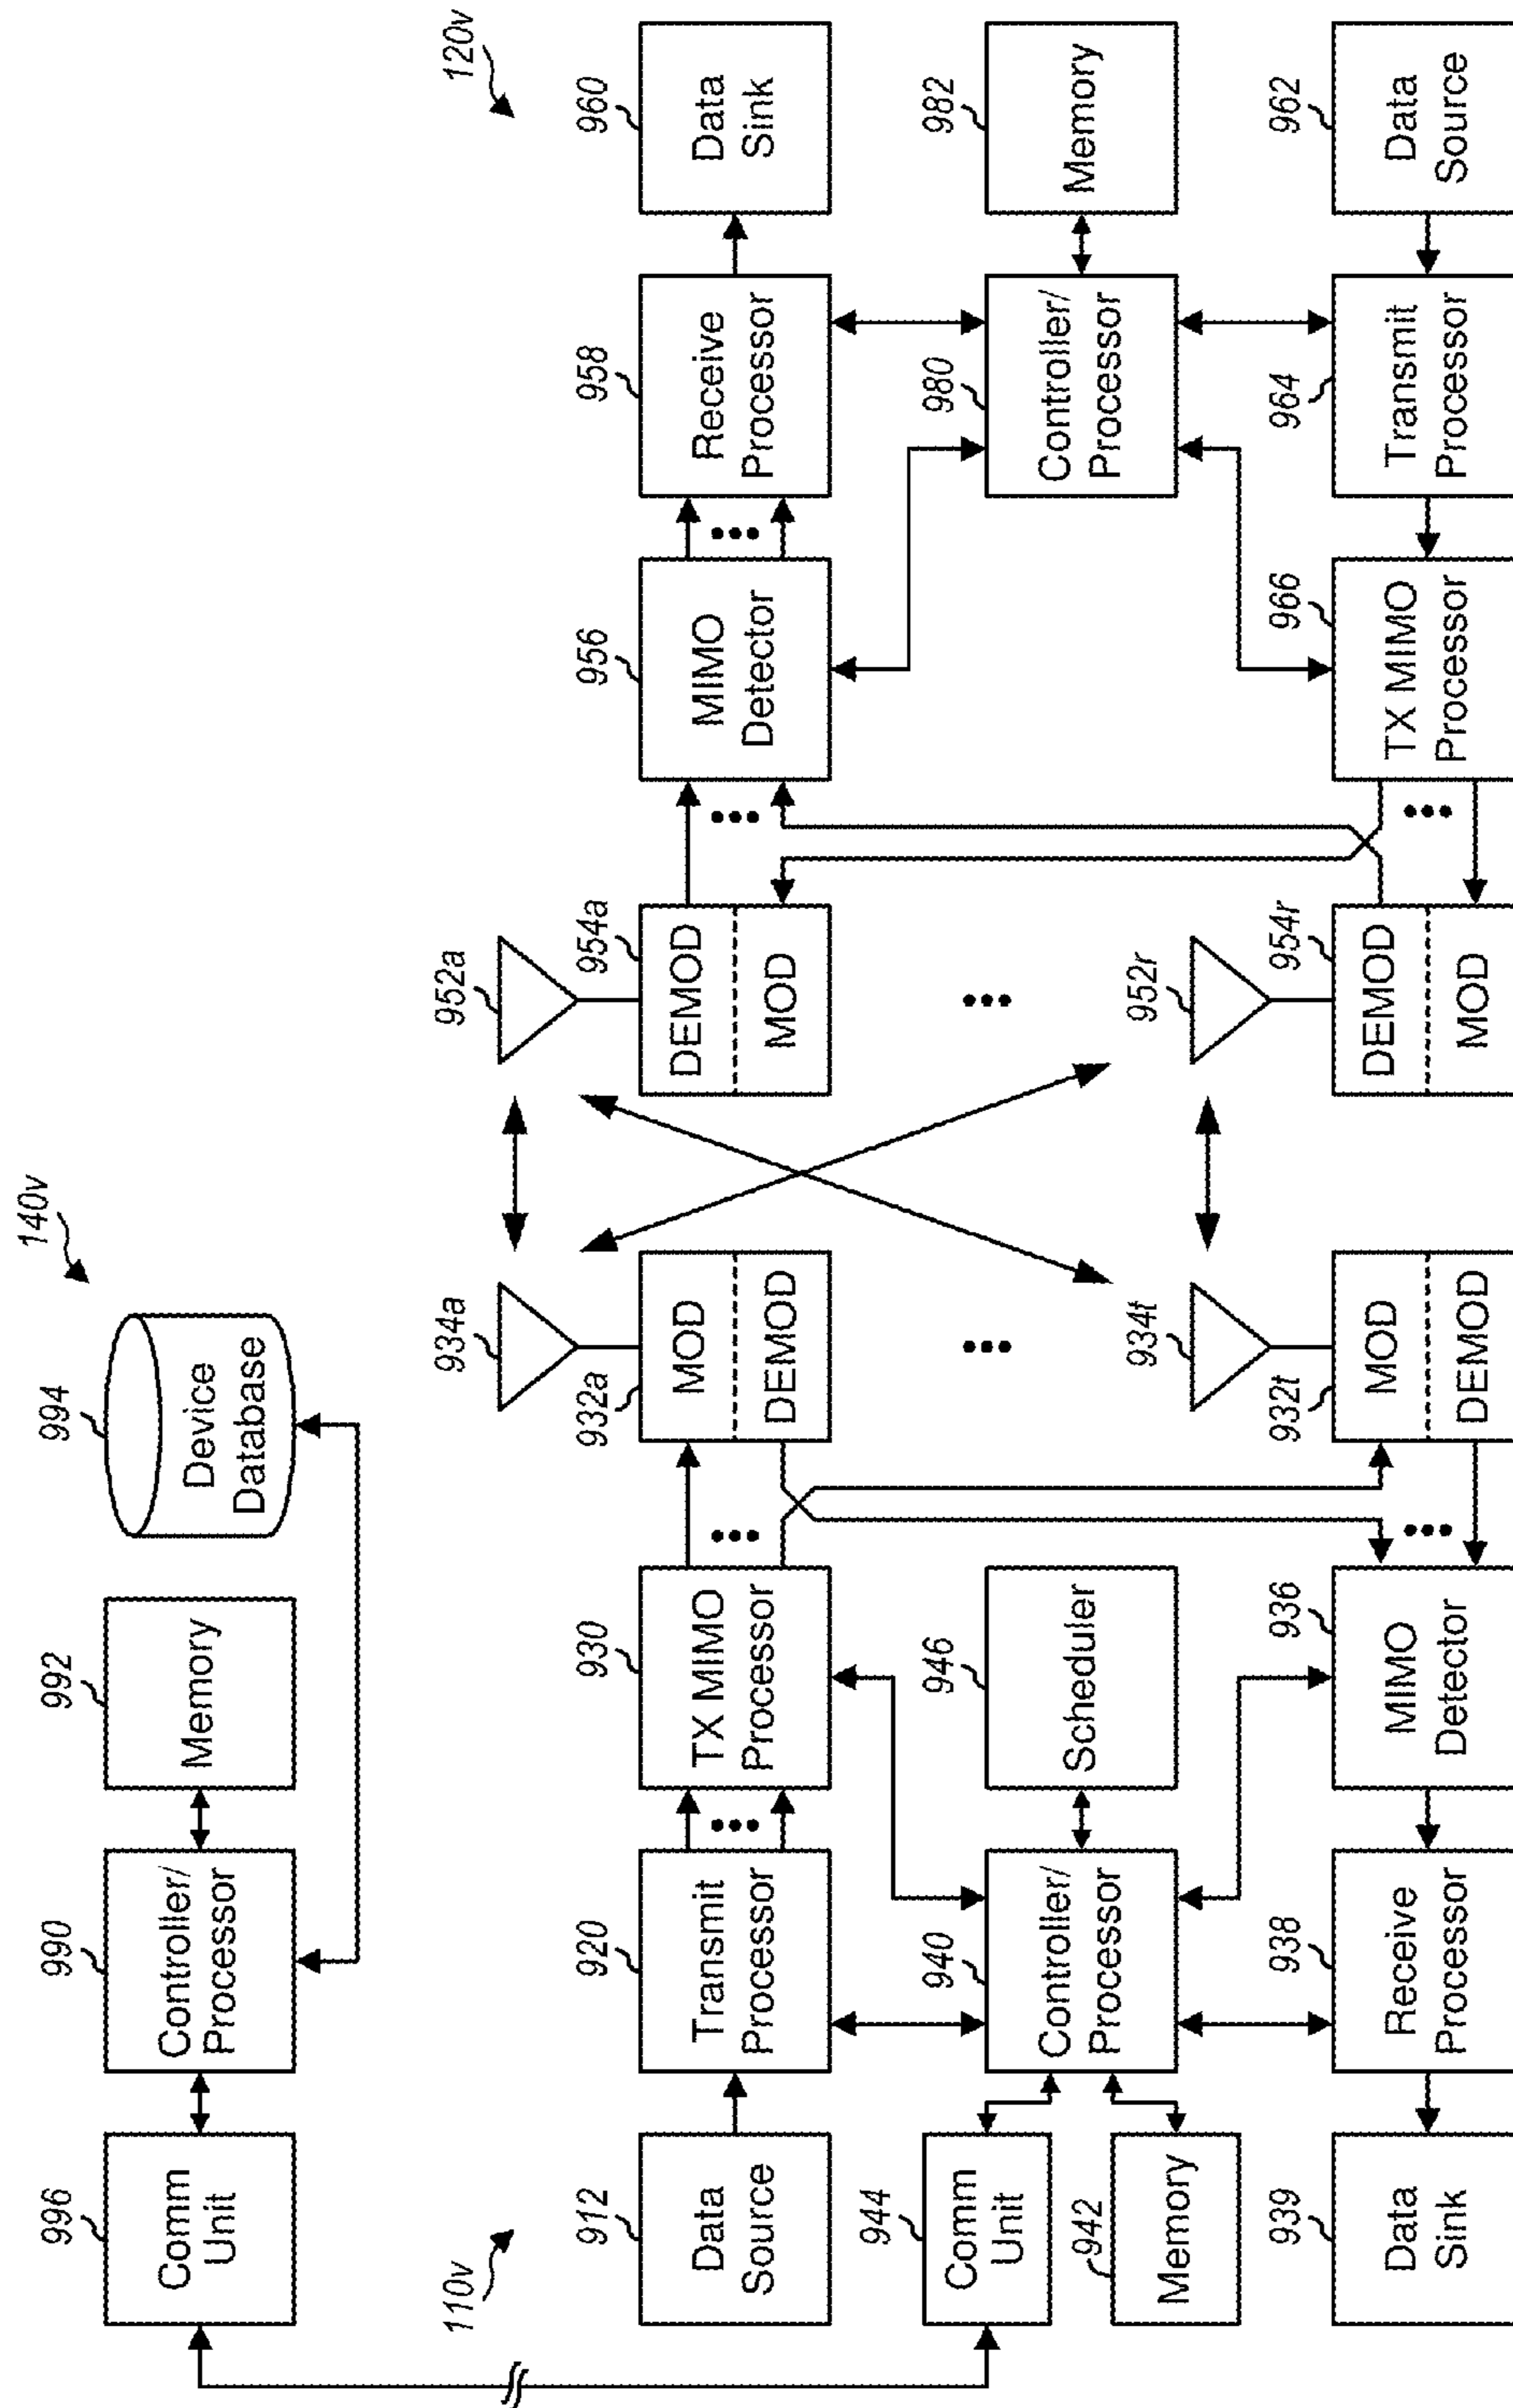 140v
996
Comm
Unit
990
Controller/
Processor
992
Memory
994
Device
Database
110v
912
Data
Source
920
Transmit
Processor
930
TX MIMO
Processor
932a
MOD
DEMOD
934a
944
Comm
Unit
942
Memory
940
Controller/
Processor
946
Scheduler
939
Data
Sink
938
Receive
Processor
936
MIMO
Detector
932t
MOD
DEMOD
934t
120v
952a
954a
DEMOD
MOD
956
MIMO
Detector
958
Receive
Processor
960
Data
Sink
980
Controller/
Processor
982
Memory
952r
954r
DEMOD
MOD
966
TX MIMO
Processor
964
Transmit
Processor
962
Data
Source